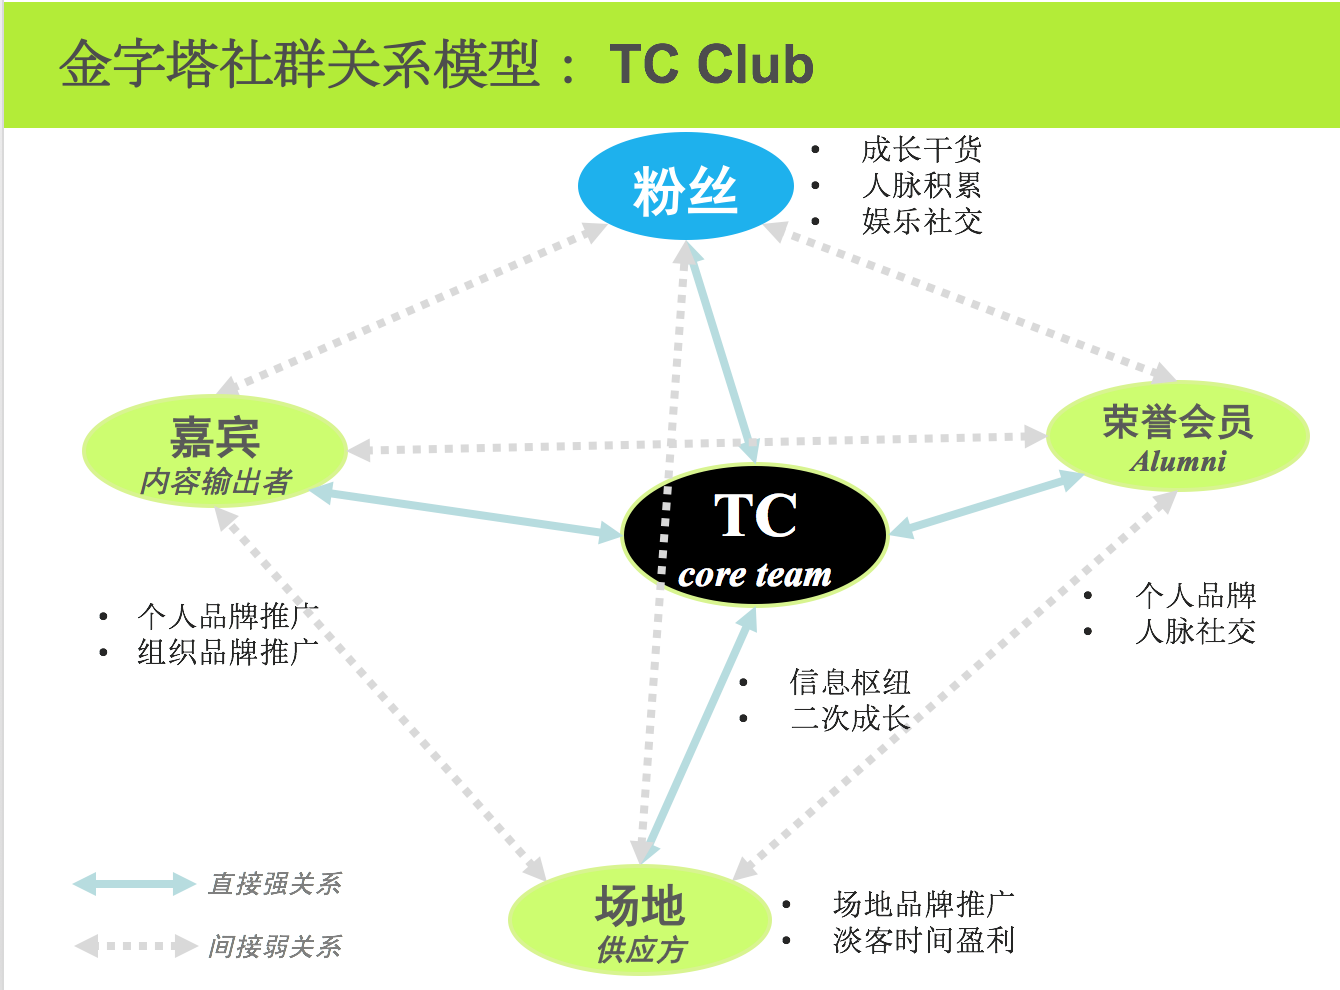 金字塔社群关系模型： TC Club
粉丝
• 成长干货
• 人脉积累
• 娱乐社交
嘉宾
内容输出者
荣誉会员
Alumni
TC
core team
• 个人品牌推广
• 组织品牌推广
• 个人品牌
• 人脉社交
• 信息枢纽
• 二次成长
直接强关系
间接弱关系
场地
供应方
• 场地品牌推广
• 淡客时间盈利